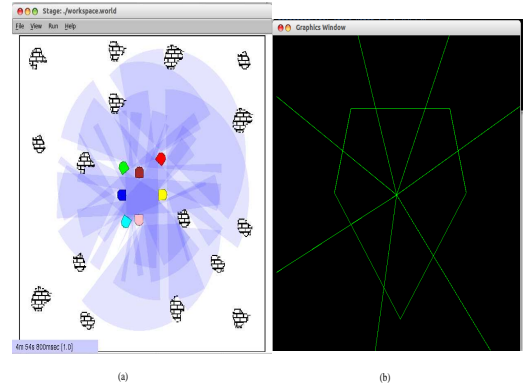 Stage: ./workspace.world
File View Run Help
4m 54s 800msec [1.0]
(a)
Graphics Window
(b)